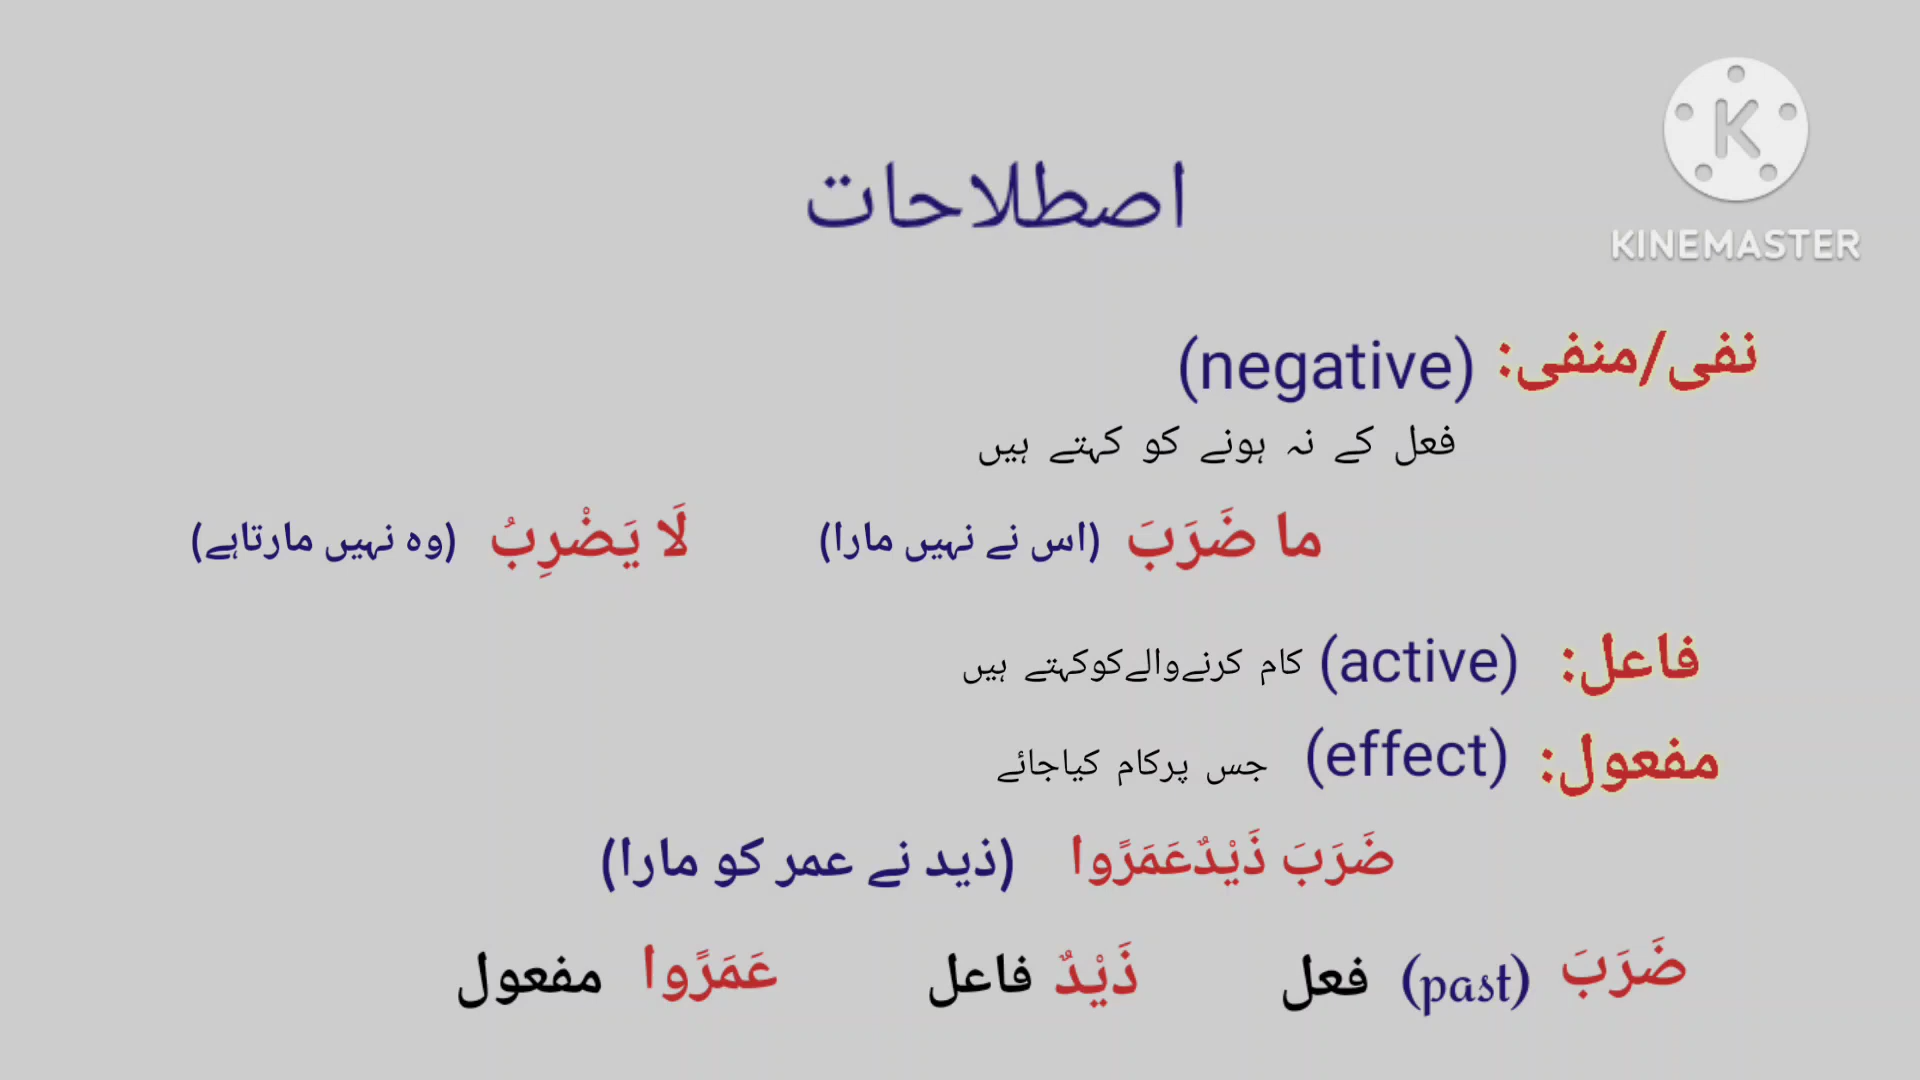 K
KINEMASTER
اصطلاحات
نفی/منفی: (negative)
فعل کے نہ ہونے کو کہتے ہیں
ما ضَرَبَ (اس نے نہیں مارا) لَا يَضْرِبُ (وہ نہیں مارتاہے)
فاعل: (active) کام کرنےوالےکوکہتے ہیں
مفعول: (effect) جس پرکام کیاجائے
ضَرَبَ ذَيْدٌعَمَرًوا (ذید نے عمر کو مارا)
ضَرَبَ (past) فعل ذَيْدٌ فاعل عَمَرًوا مفعول